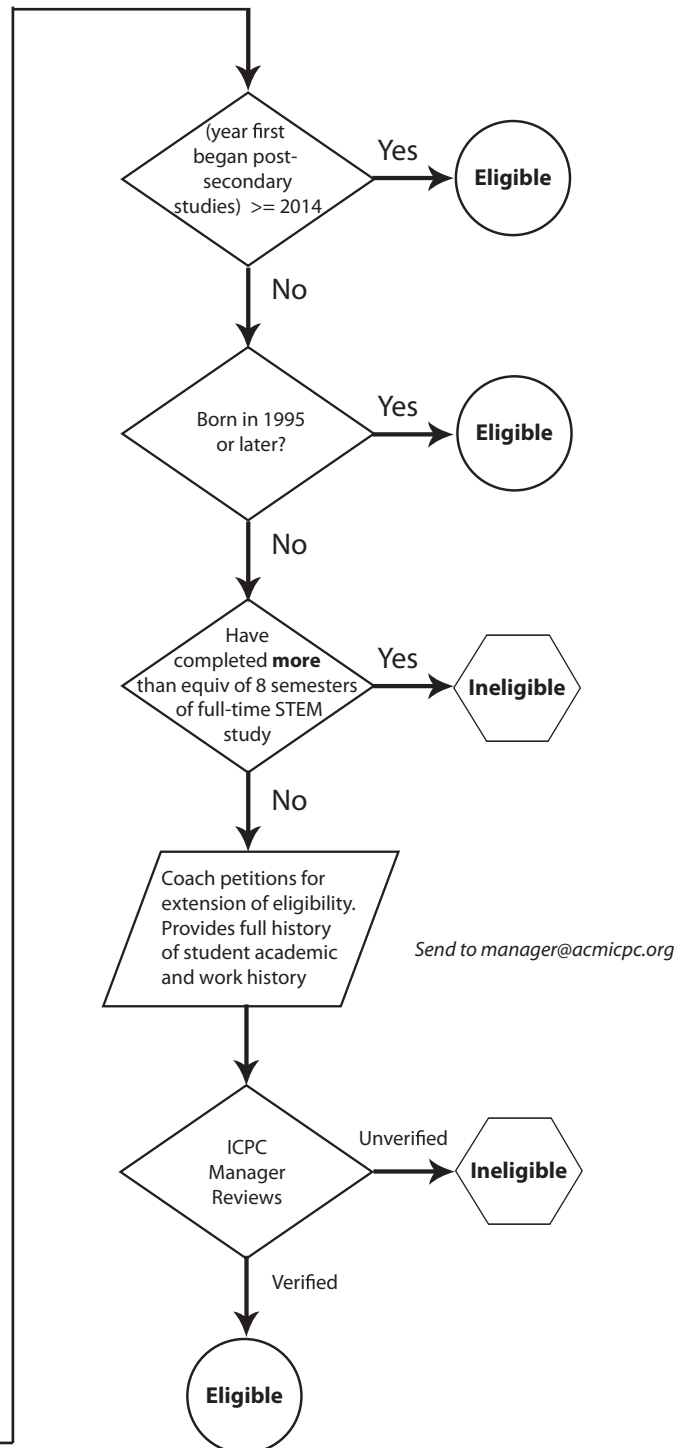 (year first
began post-
secondary
studies) >= 2014
Yes
Eligible
No
Born in 1995
or later?
Yes
Eligible
No
Have
completed more
than equiv of 8 semesters
of full-time STEM
study
Yes
Ineligible
No
Coach petitions for
extension of eligibility.
Provides full history
of student academic
and work history
Send to manager@acmicpc.org
ICPC
Manager
Reviews
Unverified
Ineligible
Verified
Eligible